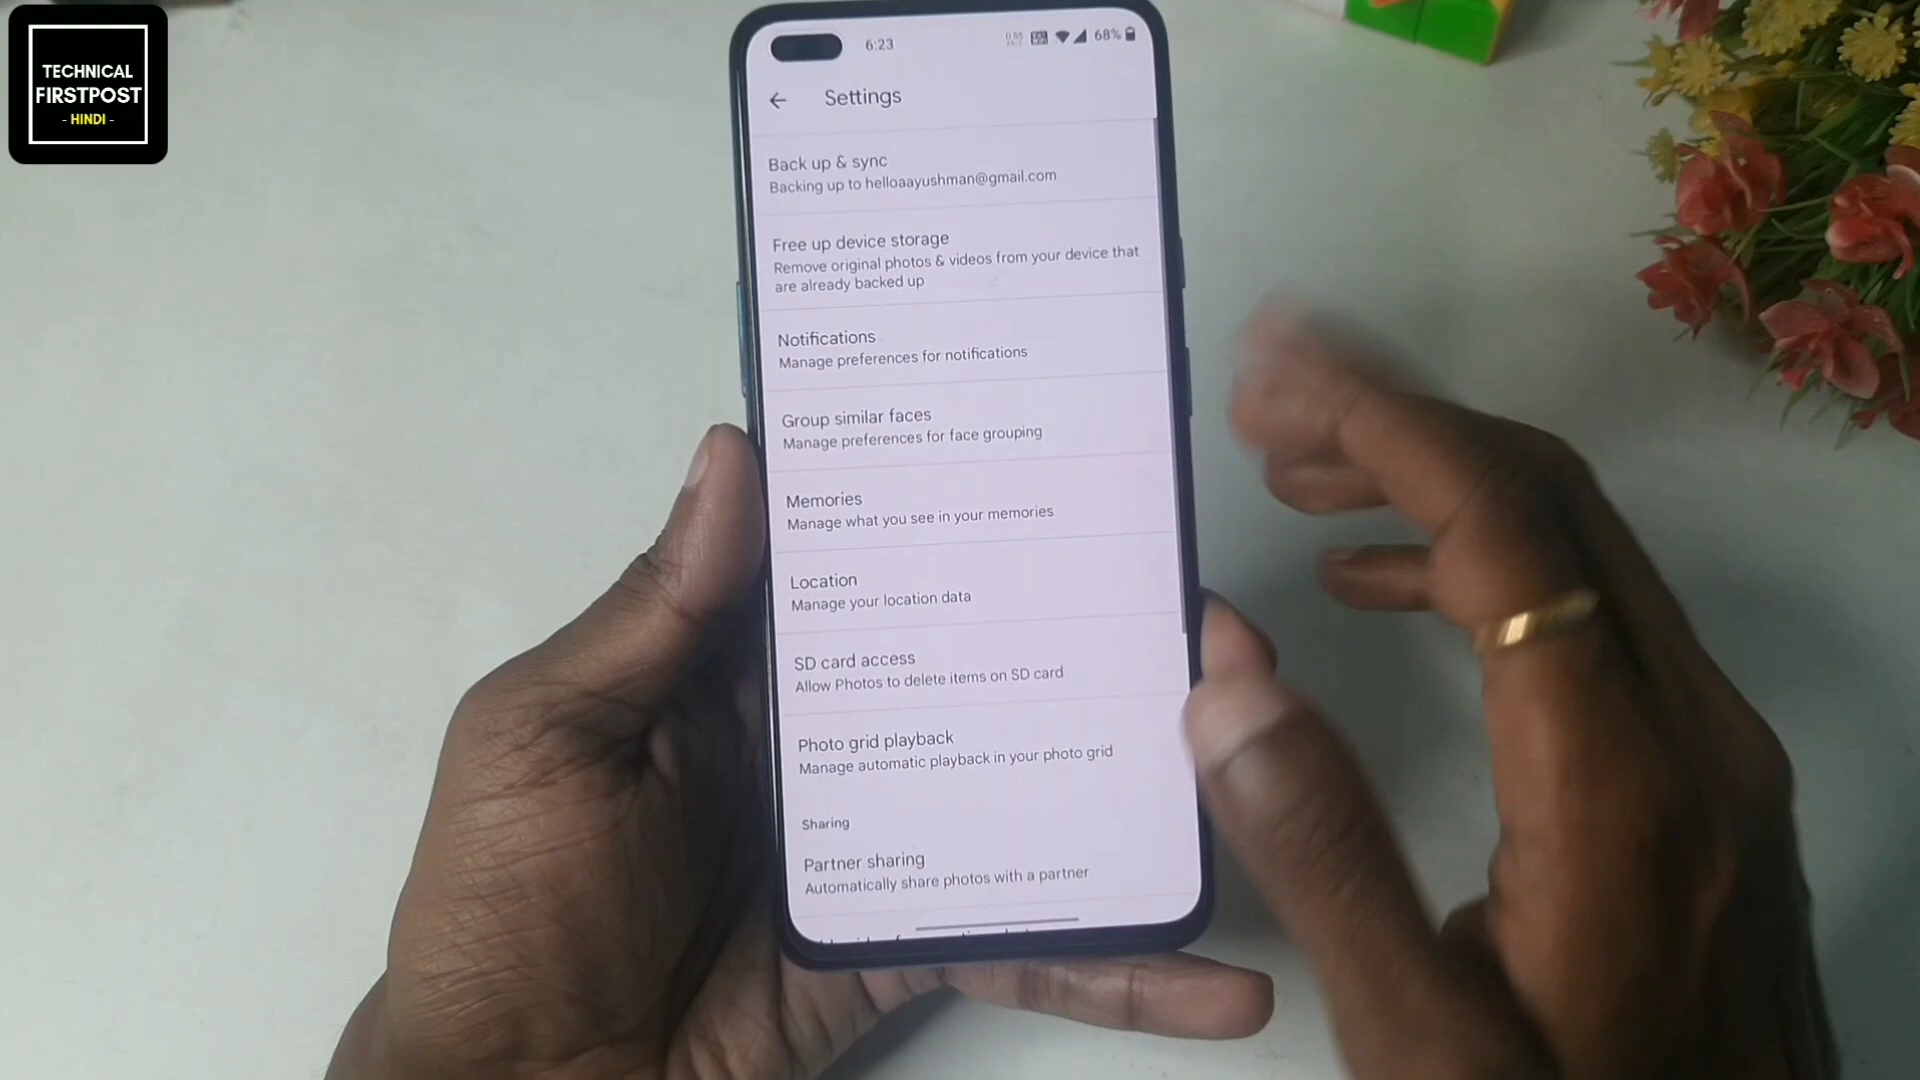 TECHNICAL
FIRSTPOST
- HINDI -
6:23
68%
Settings
Back up & sync
Backing up to helloaayushman@gmail.com
Free up device storage
Remove original photos & videos from your device that
are already backed up
Notifications
Manage preferences for notifications
Group similar faces
Manage preferences for face grouping
Memories
Manage what you see in your memories
Location
Manage your location data
SD card access
Allow Photos to delete items on SD card
Photo grid playback
Manage automatic playback in your photo grid
Sharing
Partner sharing
Automatically share photos with a partner